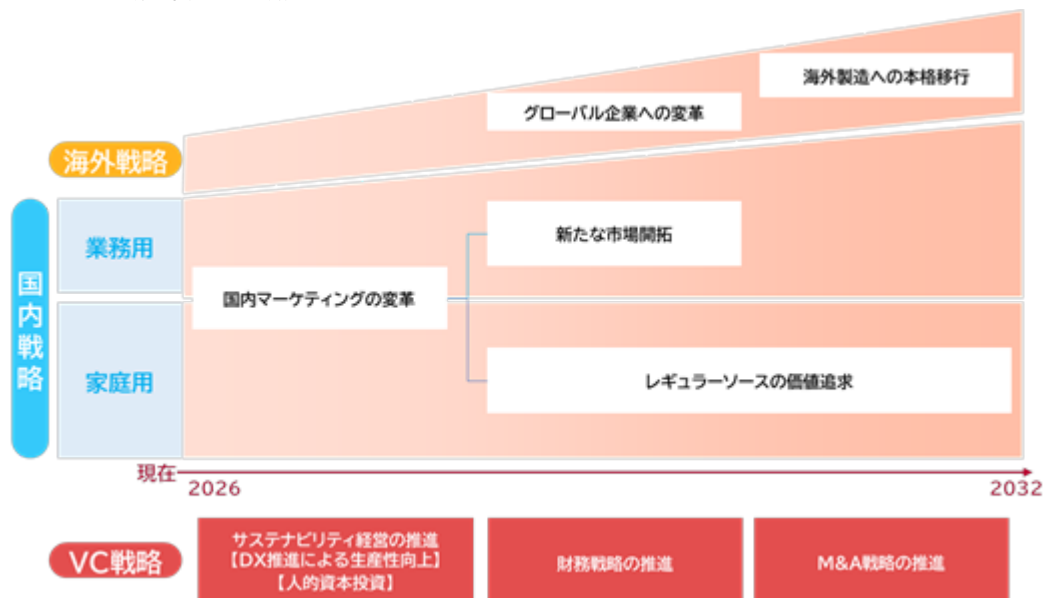 海外製造への本格移行
グローバル企業への変革
海外戦略
業務用
新たな市場開拓
国内戦略
国内マーケティングの変革
家庭用
レギュラーソースの価値追求
現在
2026
2032
VC戦略
サステナビリティ経営の推進
【DX推進による生産性向上】
【人的資本投資】
財務戦略の推進
M&A戦略の推進